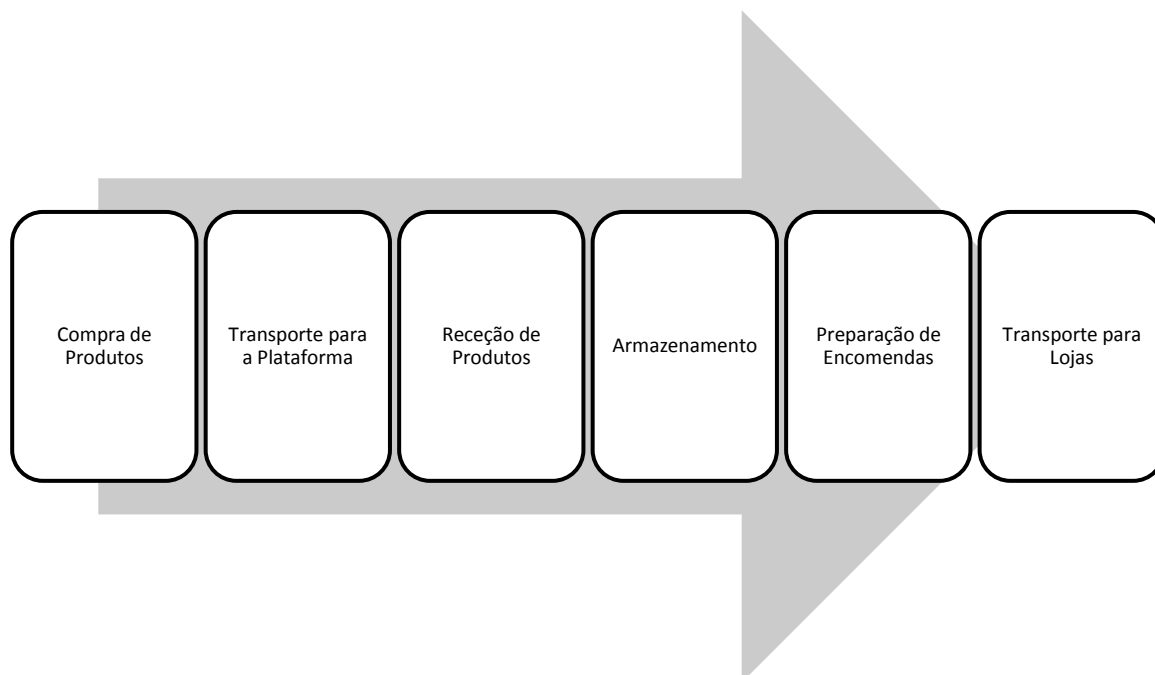 Compra de
Produtos
Transporte para
a Plataforma
Receção de
Produtos
Armazenamento
Preparação de
Encomendas
Transporte para
Lojas